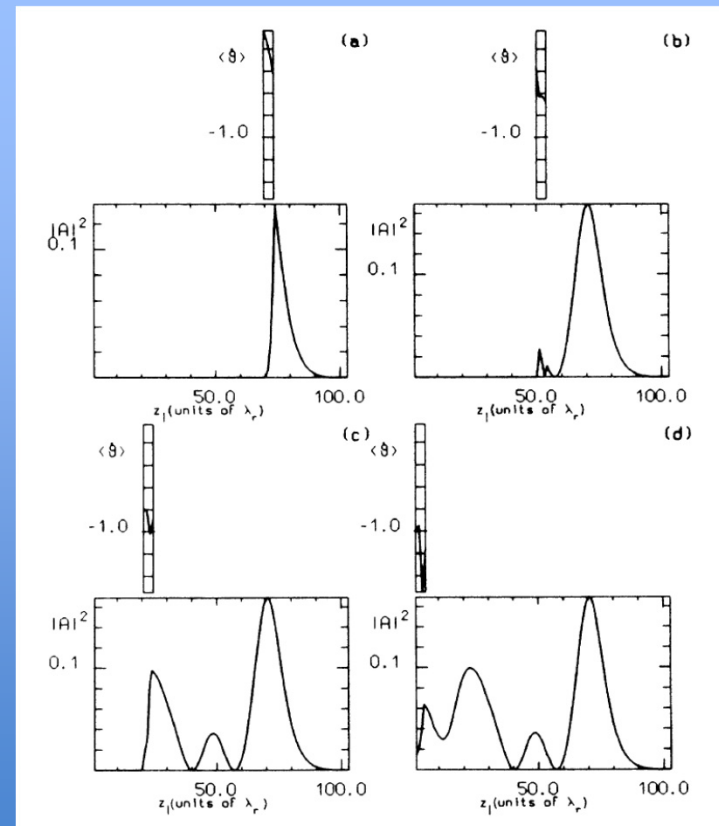 (a)
⟨ϑ̇⟩
-1.0
|A|²
0.1
50.0
100.0
z₁(units of λᵣ)
(b)
⟨ϑ̇⟩
-1.0
|A|²
0.1
50.0
100.0
z₁(units of λᵣ)
(c)
⟨ϑ̇⟩
-1.0
|A|²
0.1
50.0
100.0
z₁(units of λᵣ)
(d)
⟨ϑ̇⟩
-1.0
|A|²
0.1
50.0
100.0
z₁(units of λᵣ)